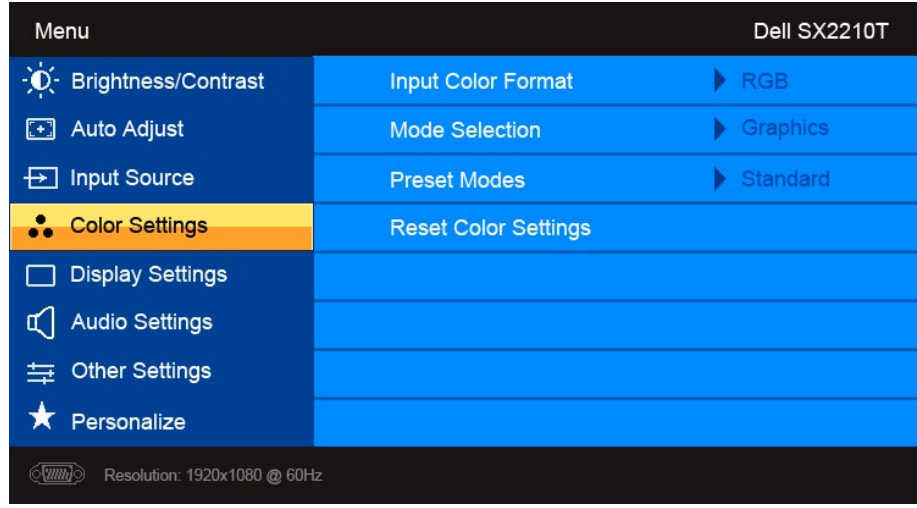 Menu Dell SX2210T
Brightness/Contrast Input Color Format RGB
Auto Adjust Mode Selection Graphics
Input Source Preset Modes Standard
Color Settings Reset Color Settings
Display Settings
Audio Settings
Other Settings
Personalize
Resolution: 1920x1080 @ 60Hz